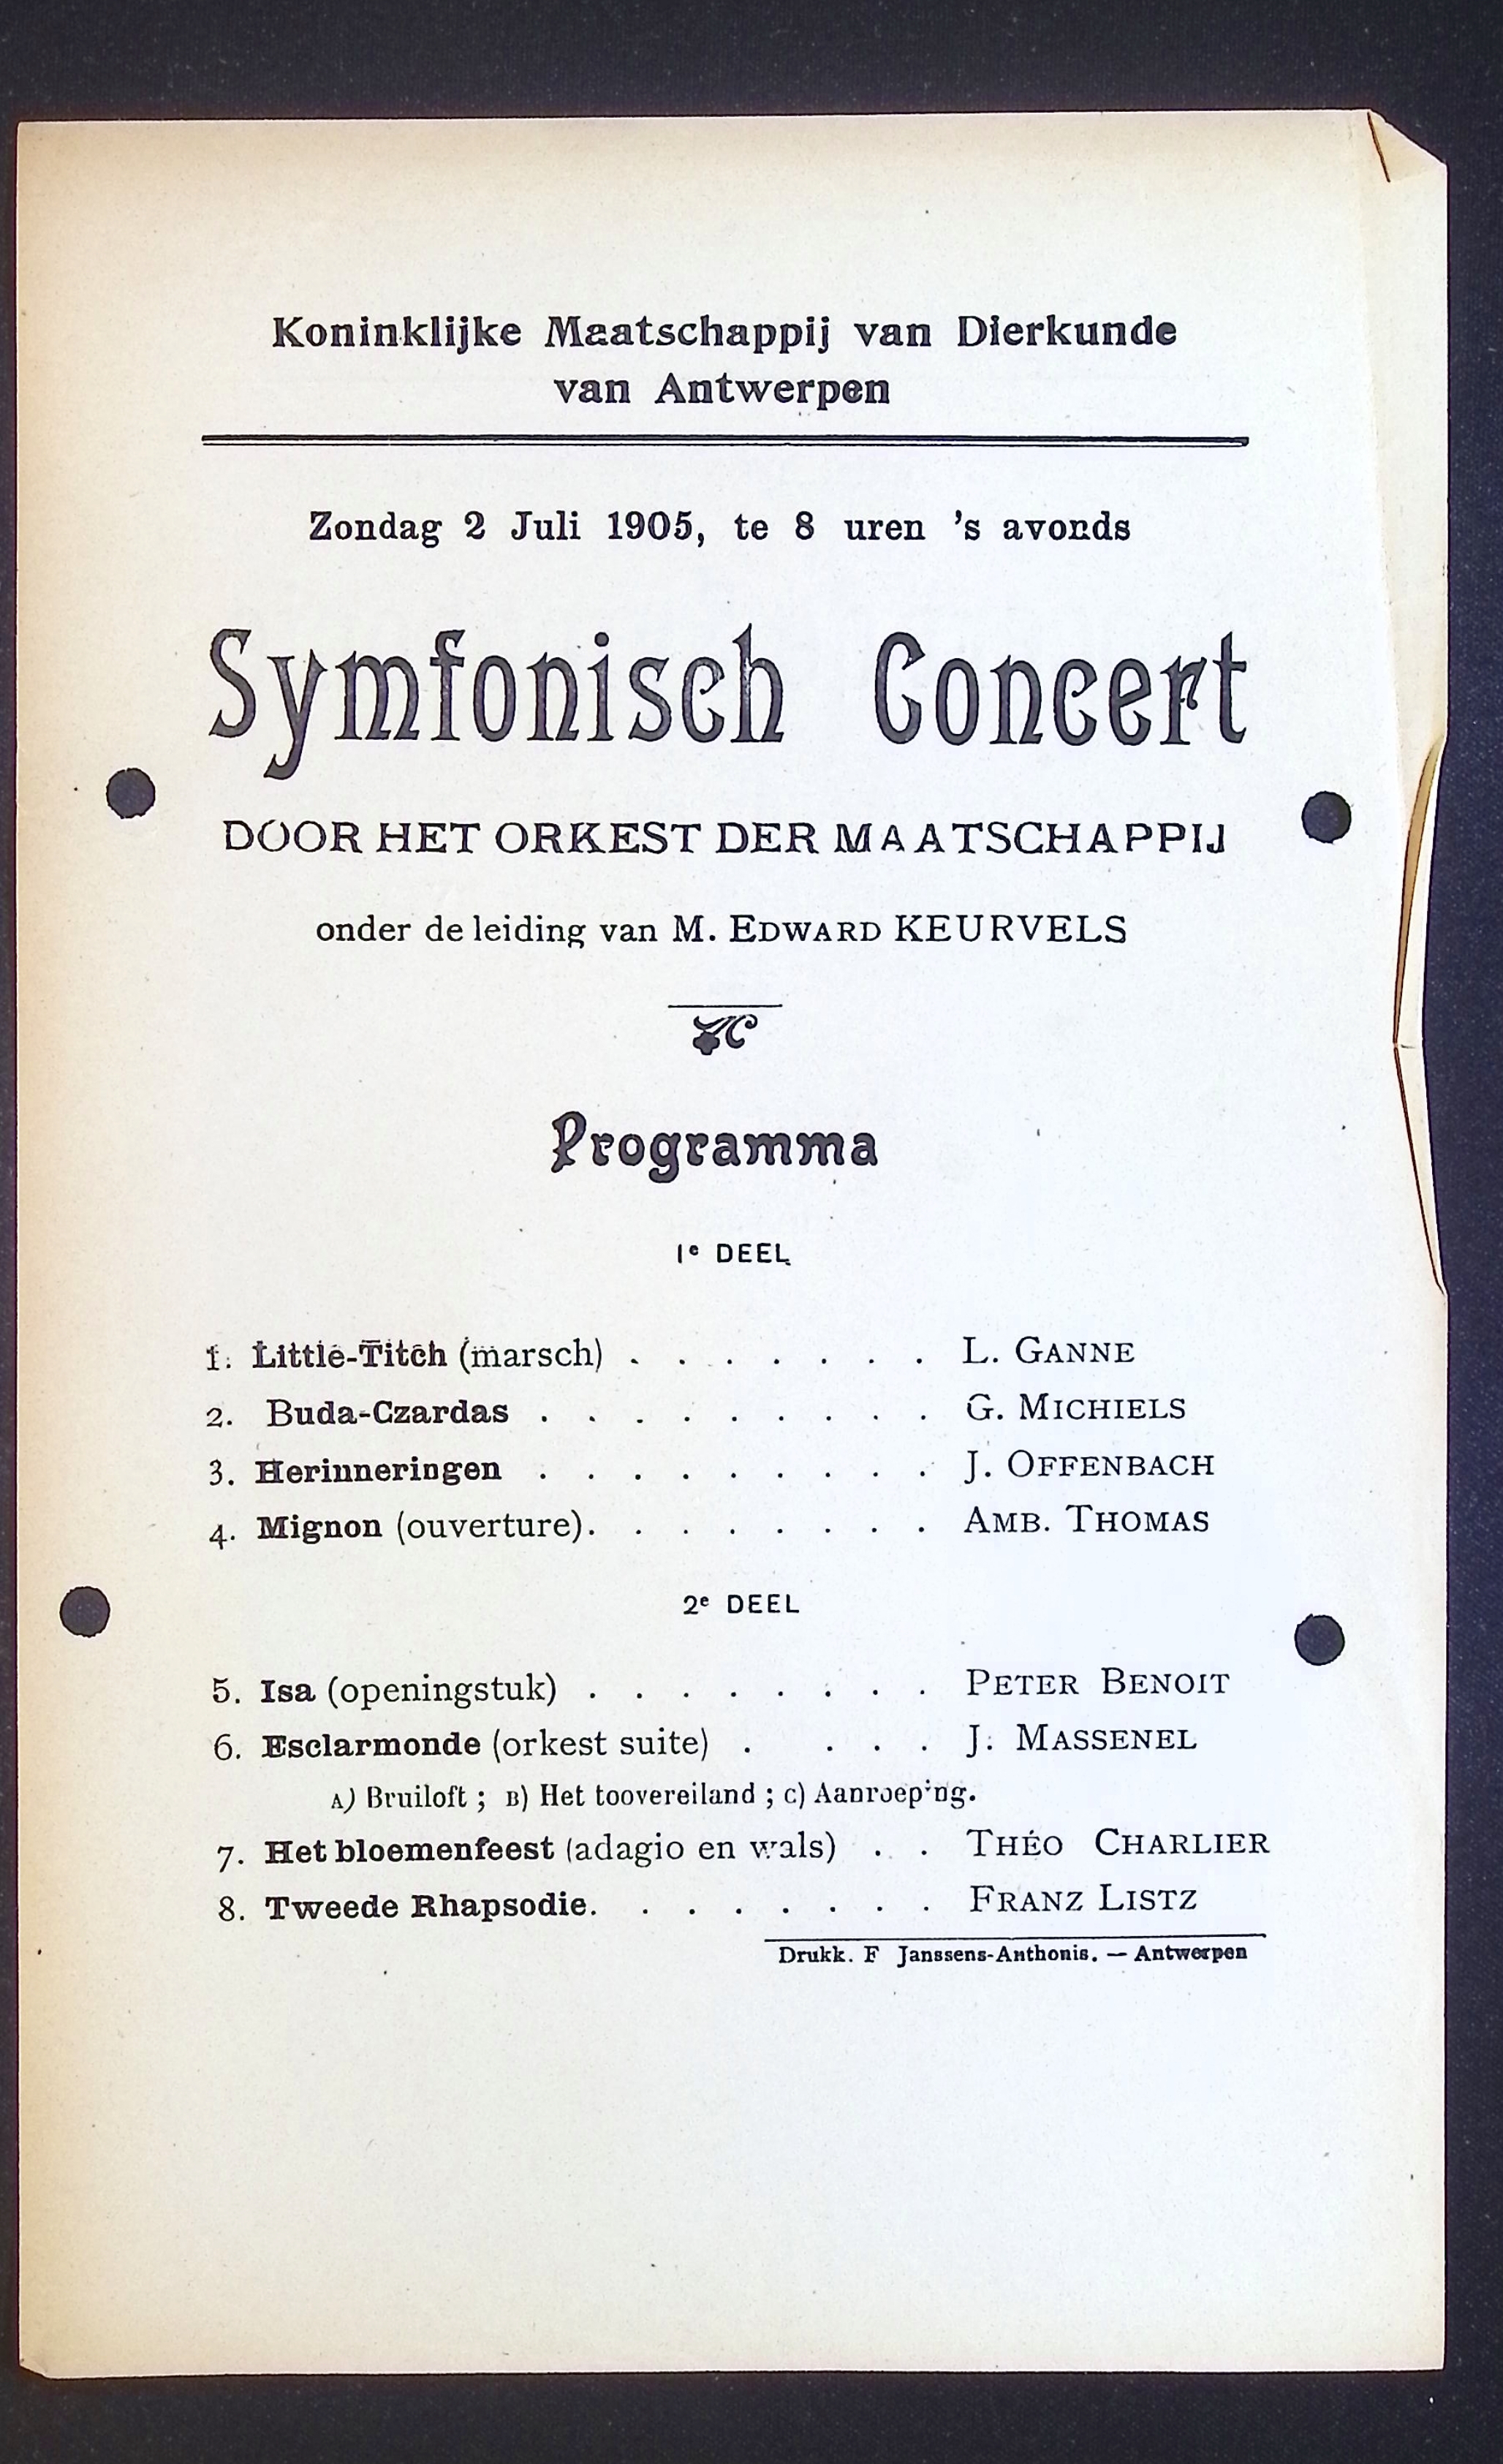 Koninklijke Maatschappij van Dierkunde
van Antwerpen
Zondag 2 Juli 1905, te 8 uren 's avonds
Symfonisch Concert
DOOR HET ORKEST DER MAATSCHAPPIJ
onder de leiding van M. EDWARD KEURVELS
Programma
1e DEEL
1. Little-Titch (marsch) . . . . . . . L. GANNE
2. Buda-Czardas . . . . . . . . . G. MICHIELS
3. Herinneringen . . . . . . . . . J. OFFENBACH
4. Mignon (ouverture). . . . . . . . AMB. THOMAS
2e DEEL
5. Isa (openingstuk) . . . . . . . . PETER BENOIT
6. Esclarmonde (orkest suite) . . . . J. MASSENEL
A) Bruiloft ; B) Het toovereiland ; C) Aanroeping.
7. Het bloemenfeest (adagio en wals) . . THÉO CHARLIER
8. Tweede Rhapsodie. . . . . . . . FRANZ LISTZ
Drukk. F Janssens-Anthonis. — Antwerpen